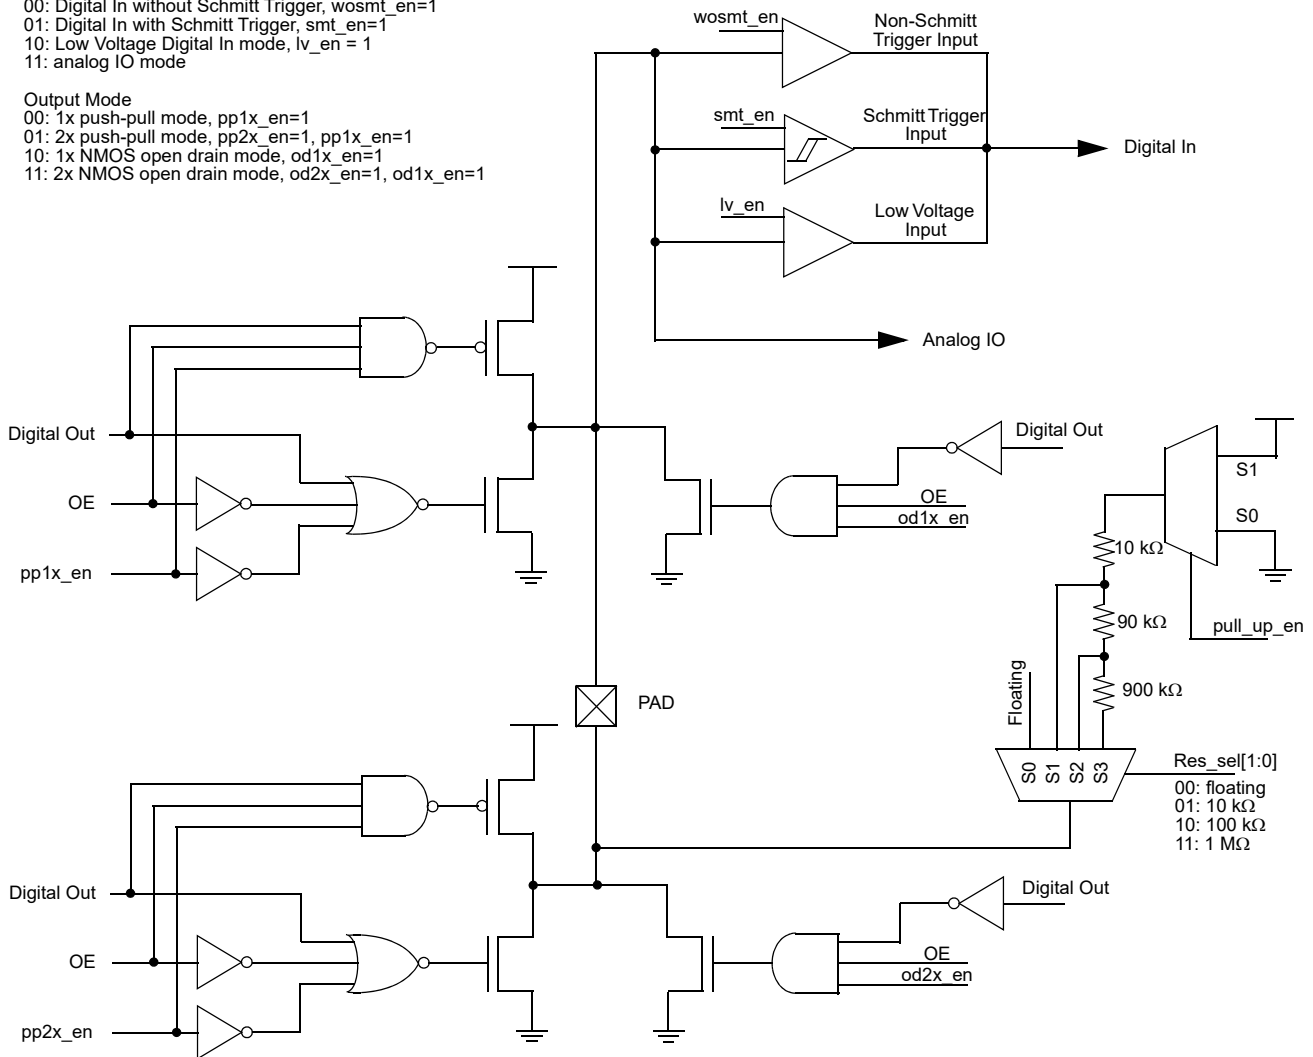 00: Digital In without Schmitt Trigger, wosmt_en=1
01: Digital In with Schmitt Trigger, smt_en=1
10: Low Voltage Digital In mode, lv_en = 1
11: analog IO mode
Output Mode
00: 1x push-pull mode, pp1x_en=1
01: 2x push-pull mode, pp2x_en=1, pp1x_en=1
10: 1x NMOS open drain mode, od1x_en=1
11: 2x NMOS open drain mode, od2x_en=1, od1x_en=1
wosmt_en
Non-Schmitt
Trigger Input
smt_en
Schmitt Trigger
Input
Digital In
lv_en
Low Voltage
Input
Analog IO
Digital Out
OE
pp1x_en
Digital Out
OE
od1x_en
S1
S0
10 kΩ
90 kΩ
pull_up_en
900 kΩ
Floating
PAD
S0
S1
S2
S3
Res_sel[1:0]
00: floating
01: 10 kΩ
10: 100 kΩ
11: 1 MΩ
Digital Out
OE
pp2x_en
Digital Out
OE
od2x_en